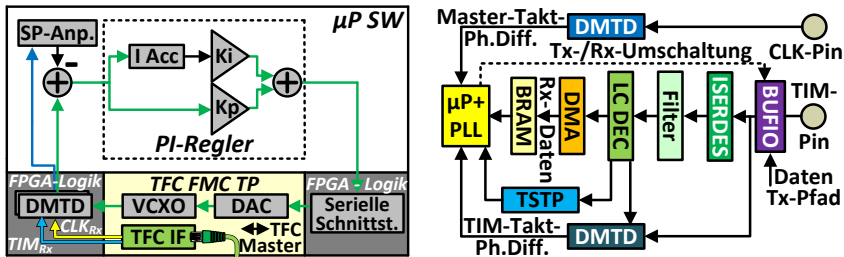 µP SW
SP-Anp.
I Acc
Ki
Kp
PI-Regler
FPGA-Logik
TFC FMC TP
FPGA - Logik
DMTD
VCXO
DAC
Serielle
Schnittst.
CLK_Rx
TIM_Rx
TFC IF
TFC
Master
Master-Takt-
Ph.Diff.
DMTD
CLK-Pin
Tx-/Rx-Umschaltung
µP+
PLL
BRAM
Rx-Daten
DMA
LC DEC
Filter
ISERDES
BUFIO
TIM-
Pin
TSTP
TIM-Takt-
Ph.Diff.
DMTD
Daten
Tx-Pfad